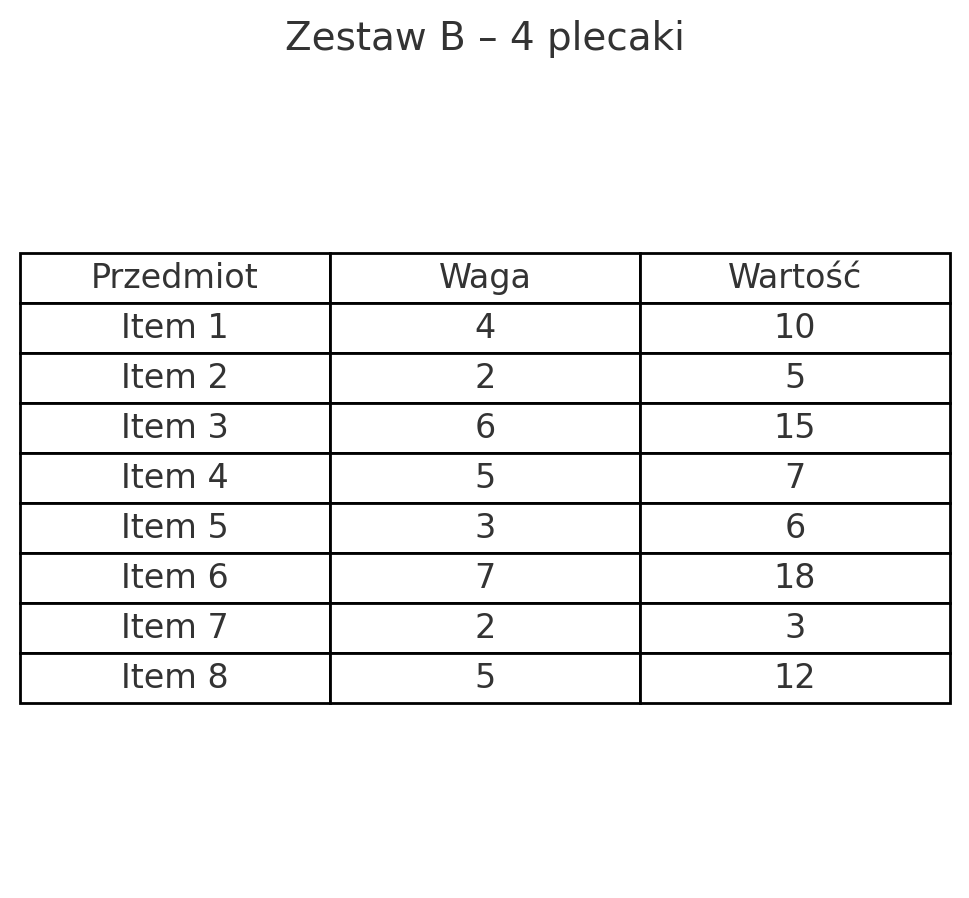 Zestaw B – 4 plecaki
Przedmiot Waga Wartość
Item 1 4 10
Item 2 2 5
Item 3 6 15
Item 4 5 7
Item 5 3 6
Item 6 7 18
Item 7 2 3
Item 8 5 12